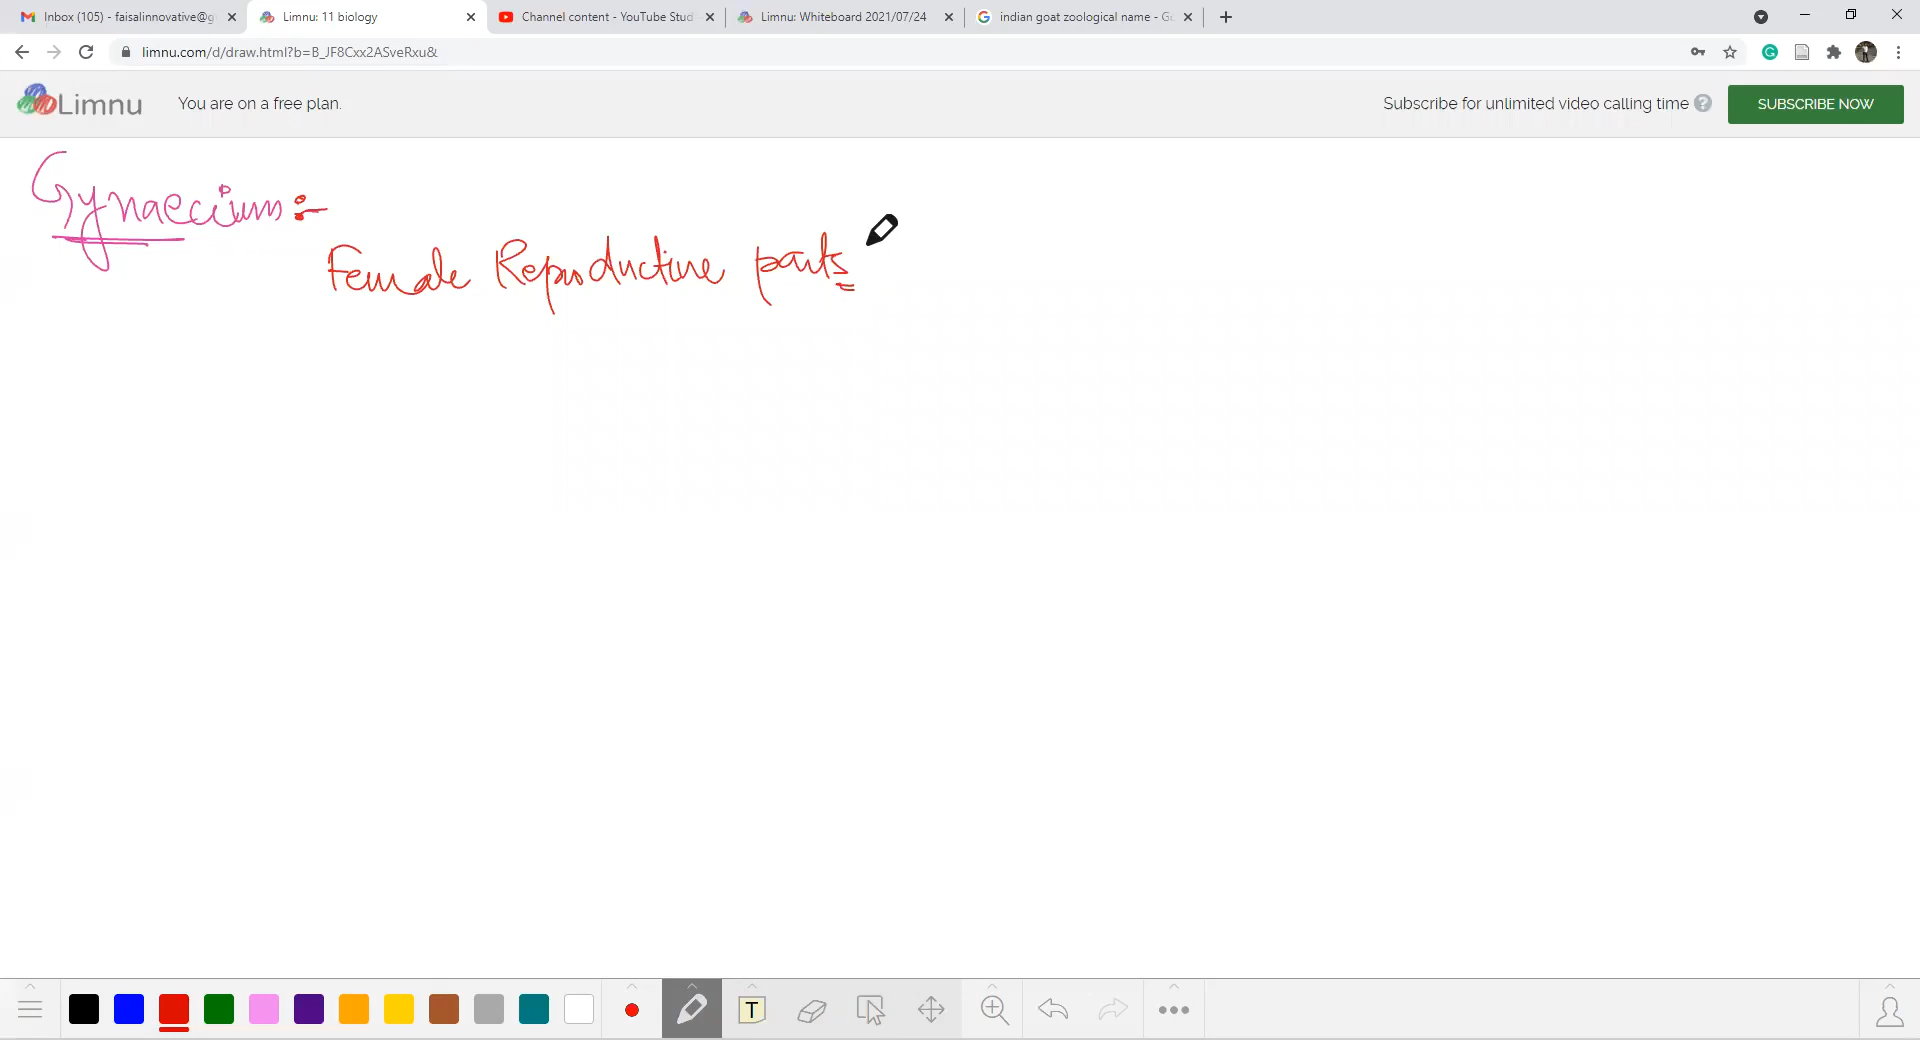 Inbox (105) - faisalinnovative@g
Limnu: 11 biology
Channel content - YouTube Stud
Limnu: Whiteboard 2021/07/24
indian goat zoological name - Go
limnu.com/d/draw.html?b=B_JF8Cxx2ASveRxu&
Limnu
You are on a free plan.
Subscribe for unlimited video calling time ?
SUBSCRIBE NOW
Gynaecium :-
Female Reproductive parts
T